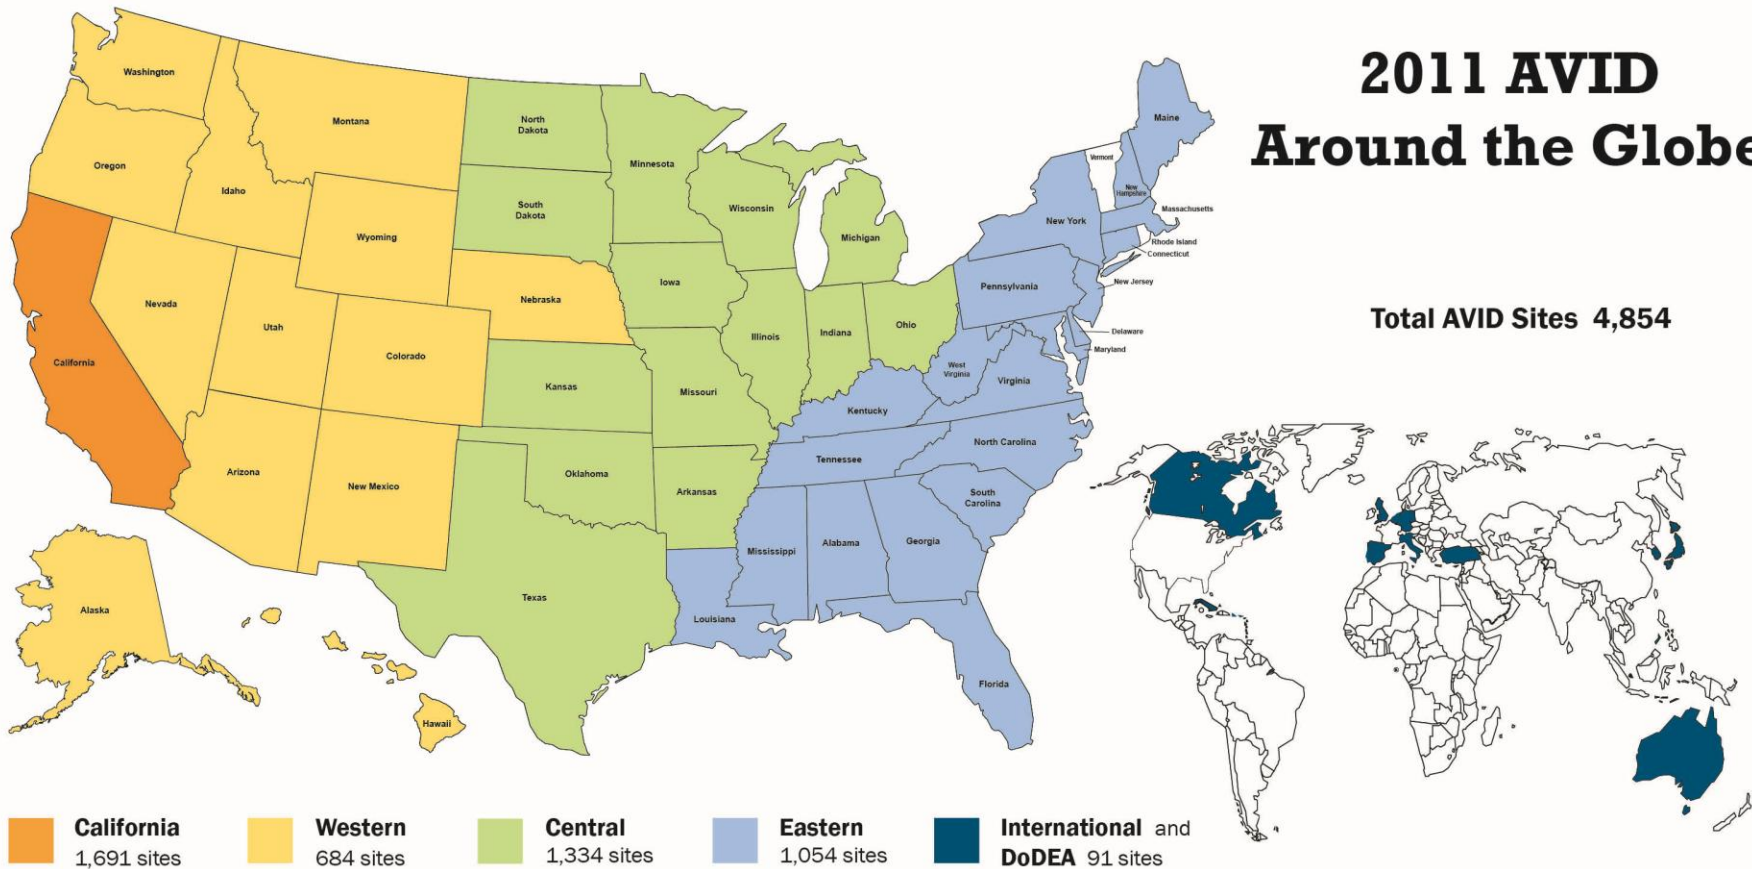 2011 AVID
Around the Globe
Total AVID Sites 4,854
Washington
Oregon
Idaho
Montana
Wyoming
California
Nevada
Utah
Colorado
Arizona
New Mexico
Nebraska
Alaska
Hawaii
North
Dakota
South
Dakota
Minnesota
Wisconsin
Michigan
Iowa
Illinois
Indiana
Ohio
Kansas
Missouri
Oklahoma
Arkansas
Texas
Maine
Vermont
New
Hampshire
Massachusetts
New York
Rhode Island
Connecticut
Pennsylvania
New Jersey
Delaware
Maryland
West
Virginia
Virginia
Kentucky
Tennessee
North Carolina
South
Carolina
Mississippi
Alabama
Georgia
Louisiana
Florida
California
1,691 sites
Western
684 sites
Central
1,334 sites
Eastern
1,054 sites
International and
DoDEA 91 sites